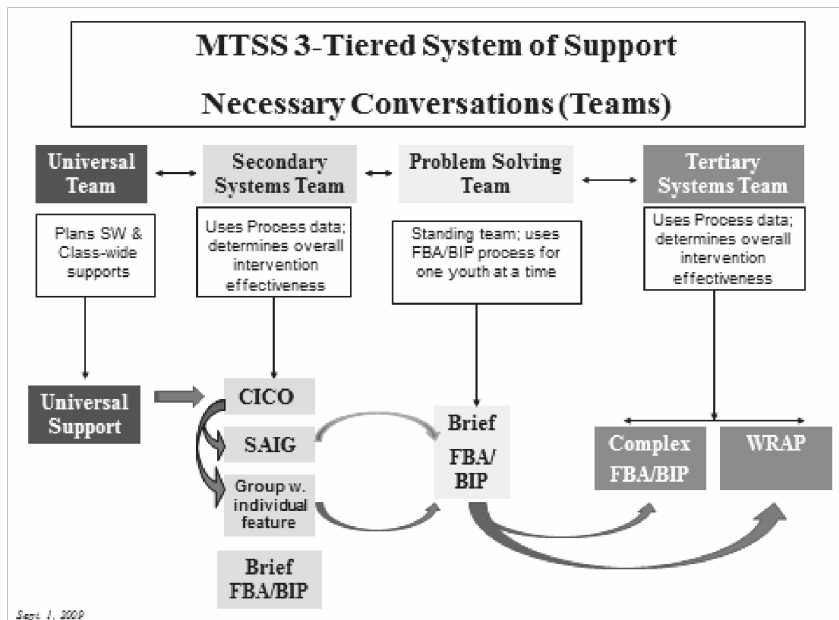 MTSS 3-Tiered System of Support
Necessary Conversations (Teams)
Universal
Team
Secondary
Systems Team
Problem Solving
Team
Tertiary
Systems Team
Plans SW &
Class-wide
supports
Uses Process data;
determines overall
intervention
effectiveness
Standing team; uses
FBA/BIP process for
one youth at a time
Uses Process data;
determines overall
intervention
effectiveness
Universal
Support
CICO
SAIG
Group w.
individual
feature
Brief
FBA/BIP
Brief
FBA/
BIP
Complex
FBA/BIP
WRAP
Sept. 1, 2009